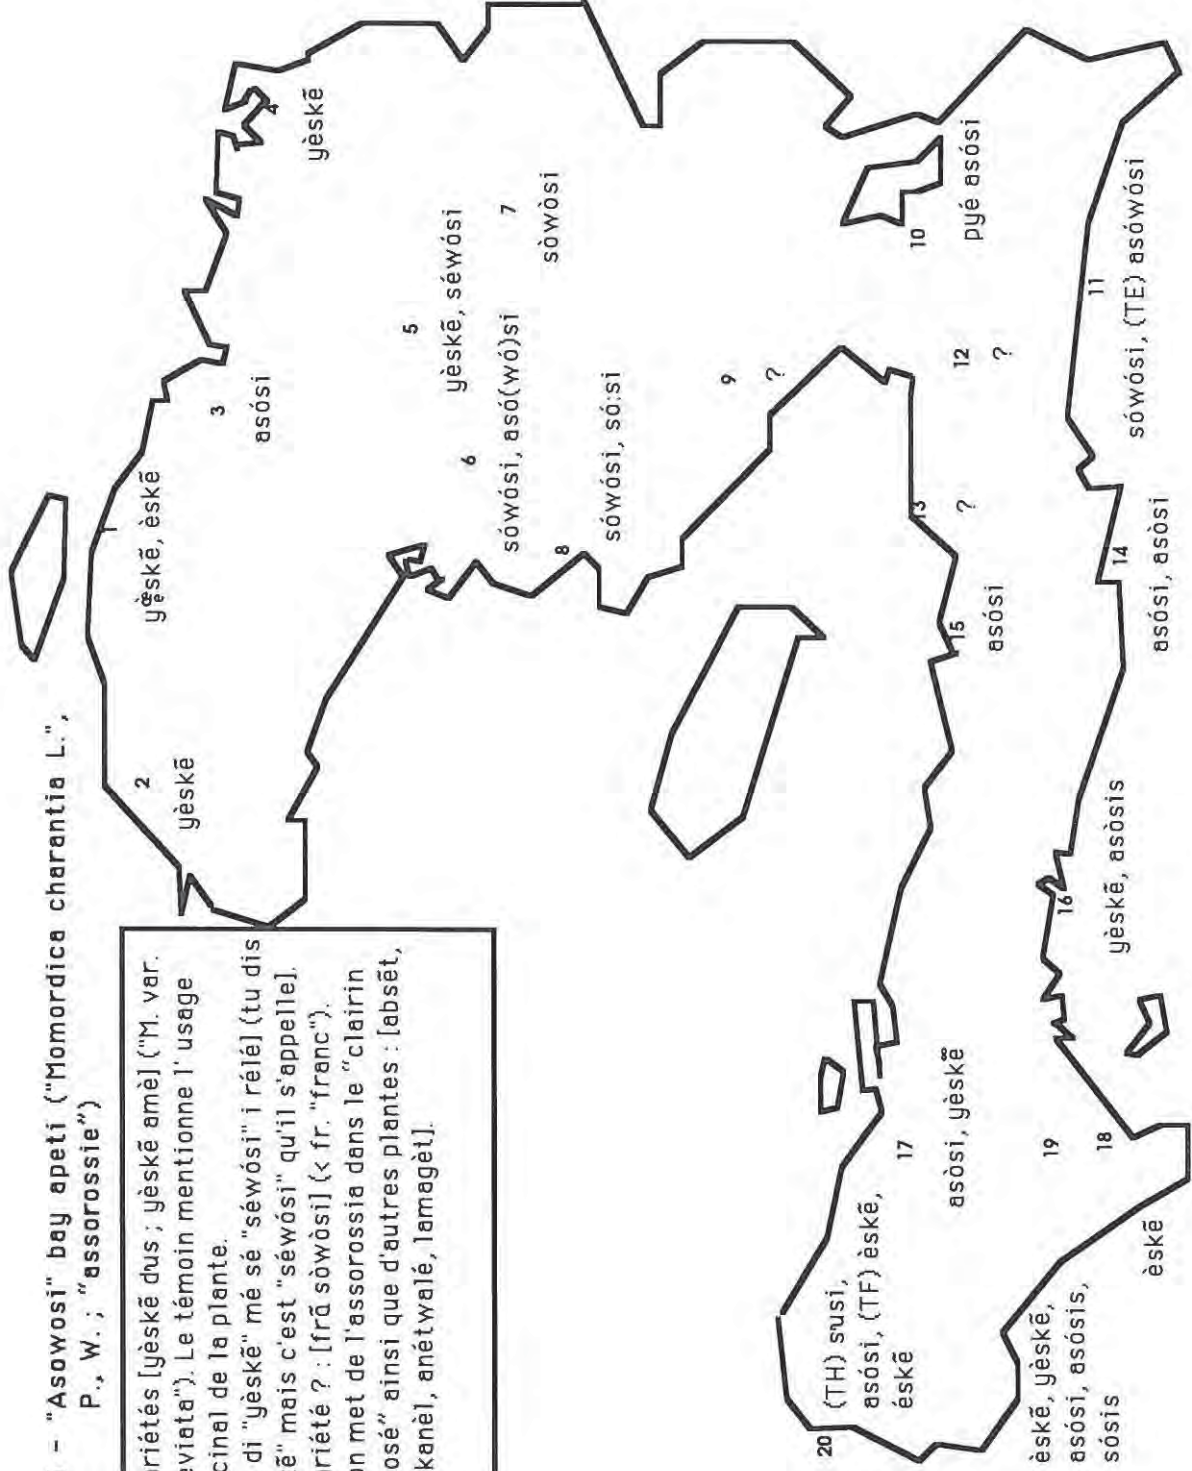 – "Asowosi" bay apeti ("Momordica charantia L.",
P., W. ; "assorossie")
riétés [yèskẽ dus ; yèskẽ amè] ("M. var.
eviata"). Le témoin mentionne l'usage
cinal de la plante.
di "yèskẽ" mé sé "séwósi" i rélé] (tu dis
ẽ" mais c'est "séwósi" qu'il s'appelle].
riété ? : [frã sòwòsi] (< fr. "franc").
on met de l'assorossia dans le "clairin
osé" ainsi que d'autres plantes : [absẽt,
kanèl, anétwalé, lamagèt].
1
èskẽ
2
yèskẽ
3
asósi
4
yèskẽ
5
yèskẽ, séwósi
6
sówósi, asó(wó)si
7
sòwòsi
8
sówósi, só:si
9
?
10
pyé asósi
11
sówósi, (TE) asówósi
12
?
13
?
14
asósi, asòsi
15
asósi
16
yèskẽ, asòsis
17
asòsi, yèskẽ
18
èskẽ
19
èskẽ, yèskẽ,
asósi, asósis,
sósis
20
(TH) susi,
asósi, (TF) èskẽ,
éskẽ